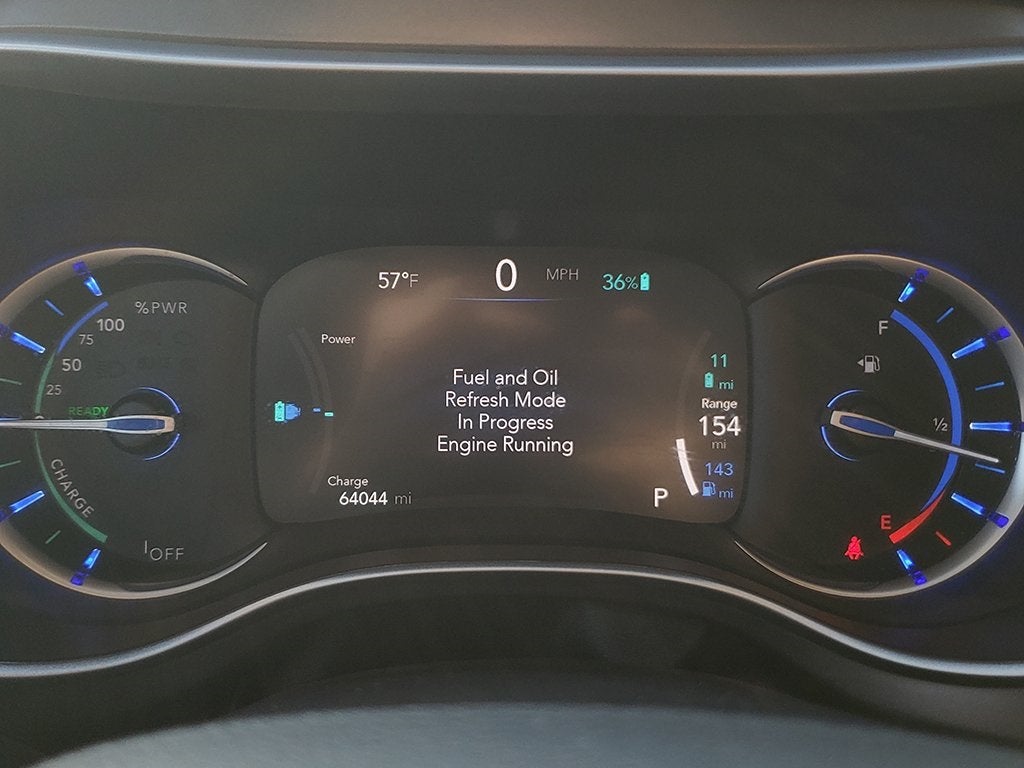 57°F
0 MPH
36%
%PWR
100
75
50
25
READY
CHARGE
OFF
Power
Fuel and Oil
Refresh Mode
In Progress
Engine Running
Charge
64044 mi
11
mi
Range
154
mi
143
mi
P
F
1/2
E